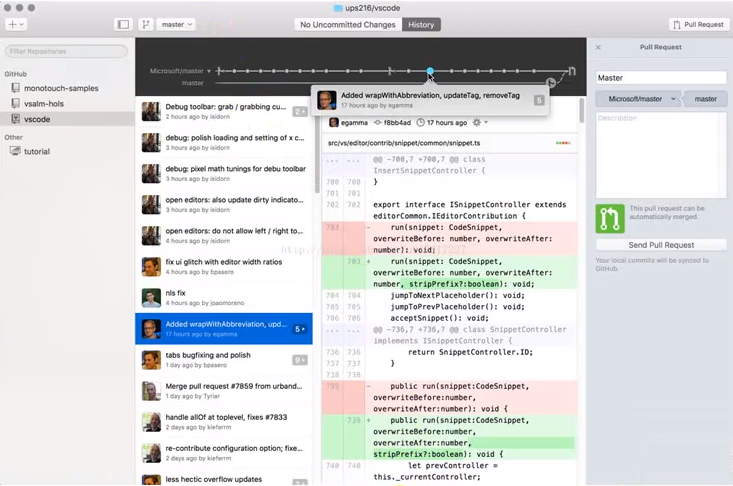 ups216/vscode
master
No Uncommitted Changes
History
Pull Request
Filter Repositories
GitHub
monotouch-samples
vsalm-hols
vscode
Other
tutorial
Microsoft/master
master
Added wrapWithAbbreviation, updateTag, removeTag
17 hours ago by egamma
5
Debug toolbar: grab / grabbing cu...
2 hours ago by isidorn
2
debug: polish loading and setting of x c...
3 hours ago by isidorn
debug: pixel math tunings for debu toolbar
3 hours ago by isidorn
open editors: also update dirty indicato...
3 hours ago by isidorn
open editors: do not allow left / right to...
4 hours ago by isidorn
fix ui glitch with editor width ratios
4 hours ago by bpasero
nls fix
4 hours ago by joaomoreno
Added wrapWithAbbreviation, upd...
17 hours ago by egamma
5
tabs bugfixing and polish
1 day ago by bpasero
9
Merge pull request #7859 from urband...
1 day ago by Tyriar
handle allOf at toplevel, fixes #7833
2 days ago by kieferrm
re-contribute configuration option; fixe...
2 days ago by kieferrm
less hectic overflow updates
egamma f8bb4ad 17 hours ago
src/vs/editor/contrib/snippet/common/snippet.ts
... ... @@ -700,7 +700,7 @@ class
InsertSnippetController {
700 700 }
701 701
702 702 export interface ISnippetController extends
editorCommon.IEditorContribution {
703 - run(snippet: CodeSnippet,
overwriteBefore: number, overwriteAfter:
number): void;
703 + run(snippet: CodeSnippet,
overwriteBefore: number, overwriteAfter:
number, stripPrefix?:boolean): void;
704 704 jumpToNextPlaceholder(): void;
705 705 jumpToPrevPlaceholder(): void;
706 706 acceptSnippet(): void;
... ... @@ -736,7 +736,7 @@ class SnippetController
implements ISnippetController {
736 736 return SnippetController.ID;
737 737 }
738 738
739 - public run(snippet:CodeSnippet,
overwriteBefore:number,
overwriteAfter:number): void {
739 + public run(snippet:CodeSnippet,
overwriteBefore:number,
overwriteAfter:number,
stripPrefix?:boolean): void {
740 740 let prevController =
this._currentController;
Pull Request
Master
Microsoft/master
master
Description
This pull request can be
automatically merged.
Send Pull Request
Your local commits will be synced to
GitHub.